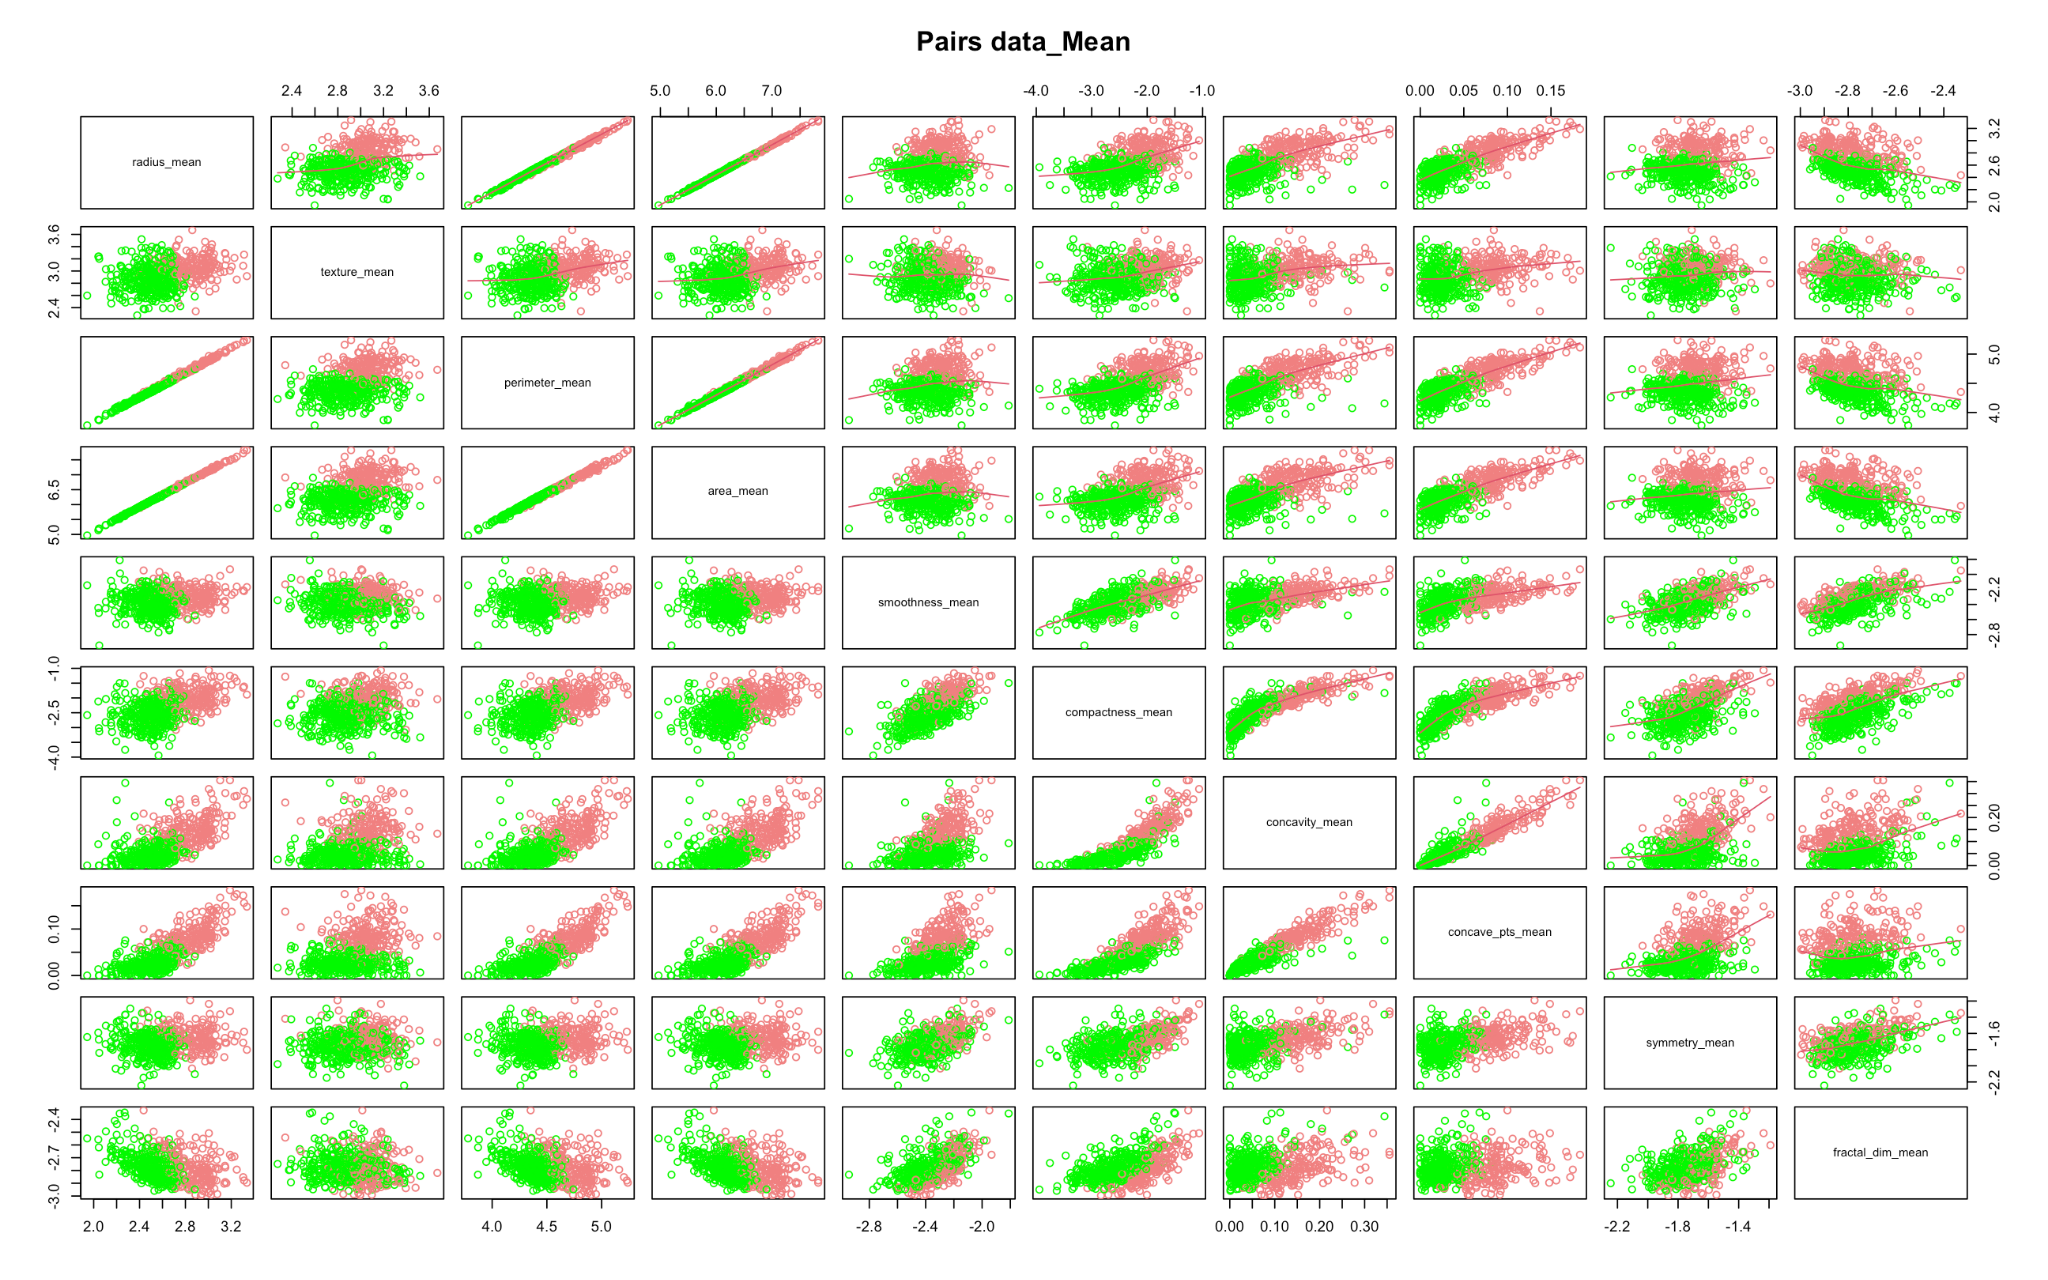 Pairs data_Mean
2.4 2.8 3.2 3.6 5.0 6.0 7.0 -4.0 -3.0 -2.0 -1.0 0.00 0.05 0.10 0.15 -3.0 -2.8 -2.6 -2.4
radius_mean
2.0 2.6 3.2
2.4 3.0 3.6
texture_mean
perimeter_mean
4.0 5.0
5.0 6.5
area_mean
smoothness_mean
-2.8 -2.2
-4.0 -2.5 -1.0
compactness_mean
concavity_mean
0.00 0.20
0.00 0.10
concave_pts_mean
symmetry_mean
-2.2 -1.6
-3.0 -2.7 -2.4
fractal_dim_mean
2.0 2.4 2.8 3.2 4.0 4.5 5.0 -2.8 -2.4 -2.0 0.00 0.10 0.20 0.30 -2.2 -1.8 -1.4